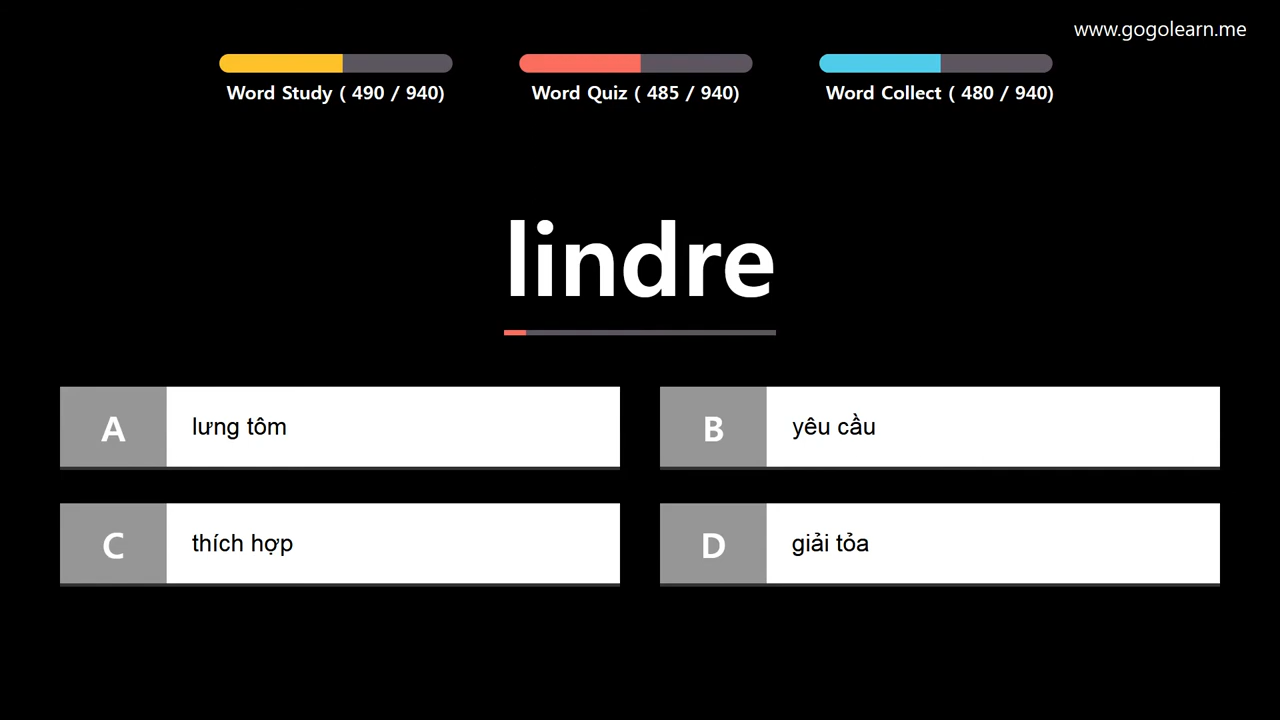 www.gogolearn.me
Word Study ( 490 / 940)
Word Quiz ( 485 / 940)
Word Collect ( 480 / 940)
lindre
A lưng tôm
B yêu cầu
C thích hợp
D giải tỏa